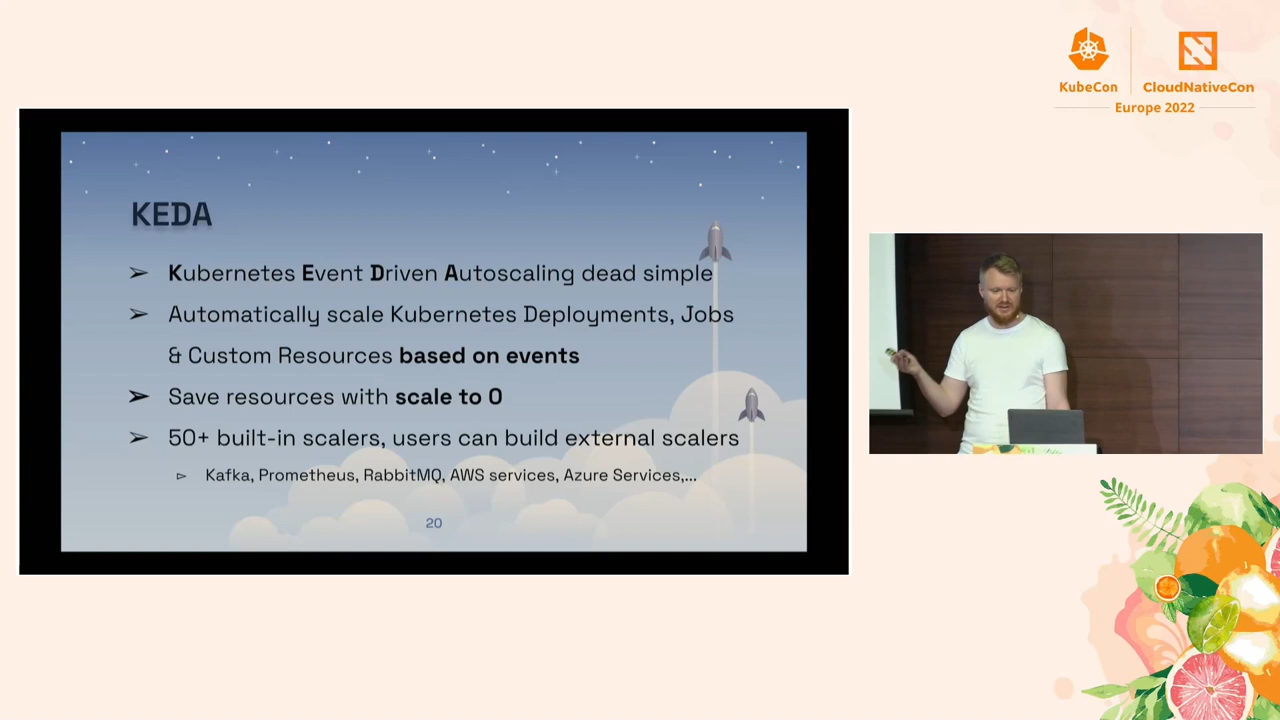 KubeCon
CloudNativeCon
Europe 2022
KEDA
➢ Kubernetes Event Driven Autoscaling dead simple
➢ Automatically scale Kubernetes Deployments, Jobs
& Custom Resources based on events
➢ Save resources with scale to 0
➢ 50+ built-in scalers, users can build external scalers
▹ Kafka, Prometheus, RabbitMQ, AWS services, Azure Services,...
20